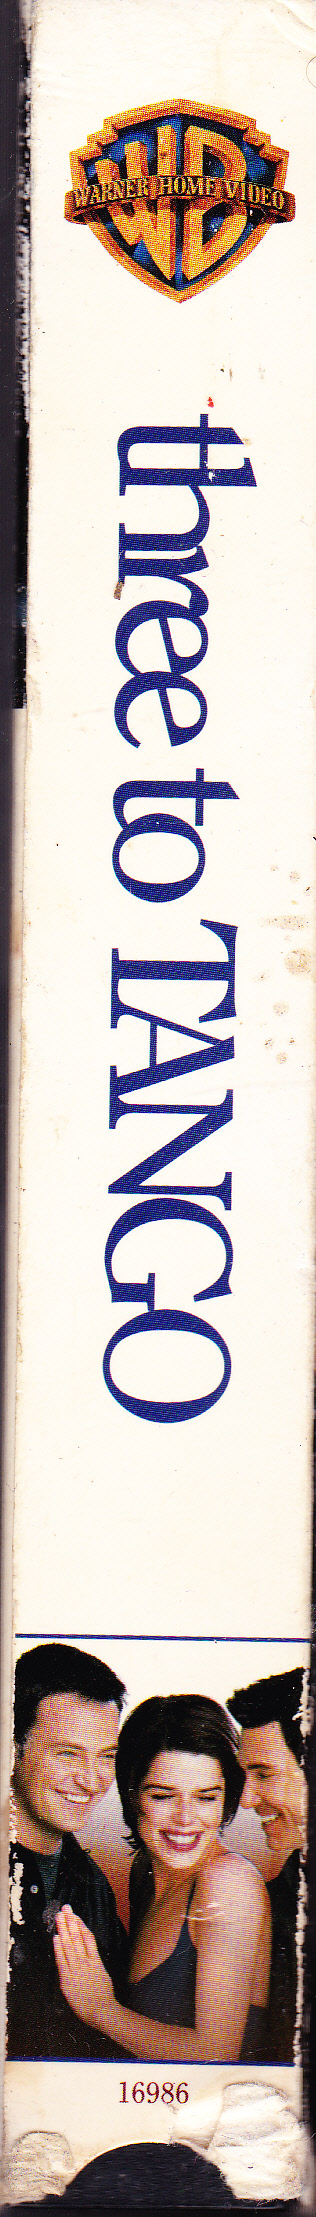 WB
WARNER HOME VIDEO
three to TANGO
16986